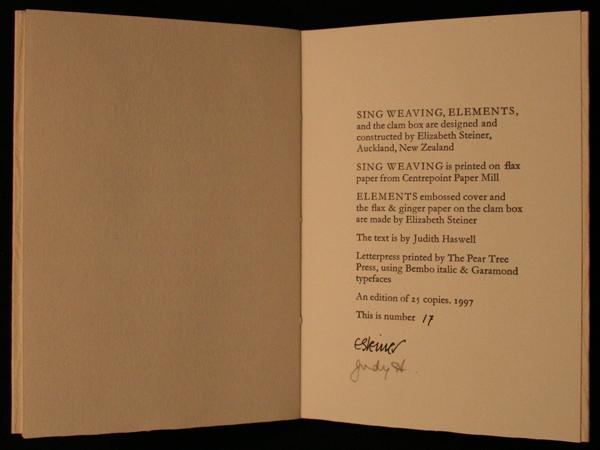 SING WEAVING, ELEMENTS,
and the clam box are designed and
constructed by Elizabeth Steiner,
Auckland, New Zealand
SING WEAVING is printed on flax
paper from Centrepoint Paper Mill
ELEMENTS embossed cover and
the flax & ginger paper on the clam box
are made by Elizabeth Steiner
The text is by Judith Haswell
Letterpress printed by The Pear Tree
Press, using Bembo italic & Garamond
typefaces
An edition of 25 copies. 1997
This is number 17
ESteiner
Judy H.